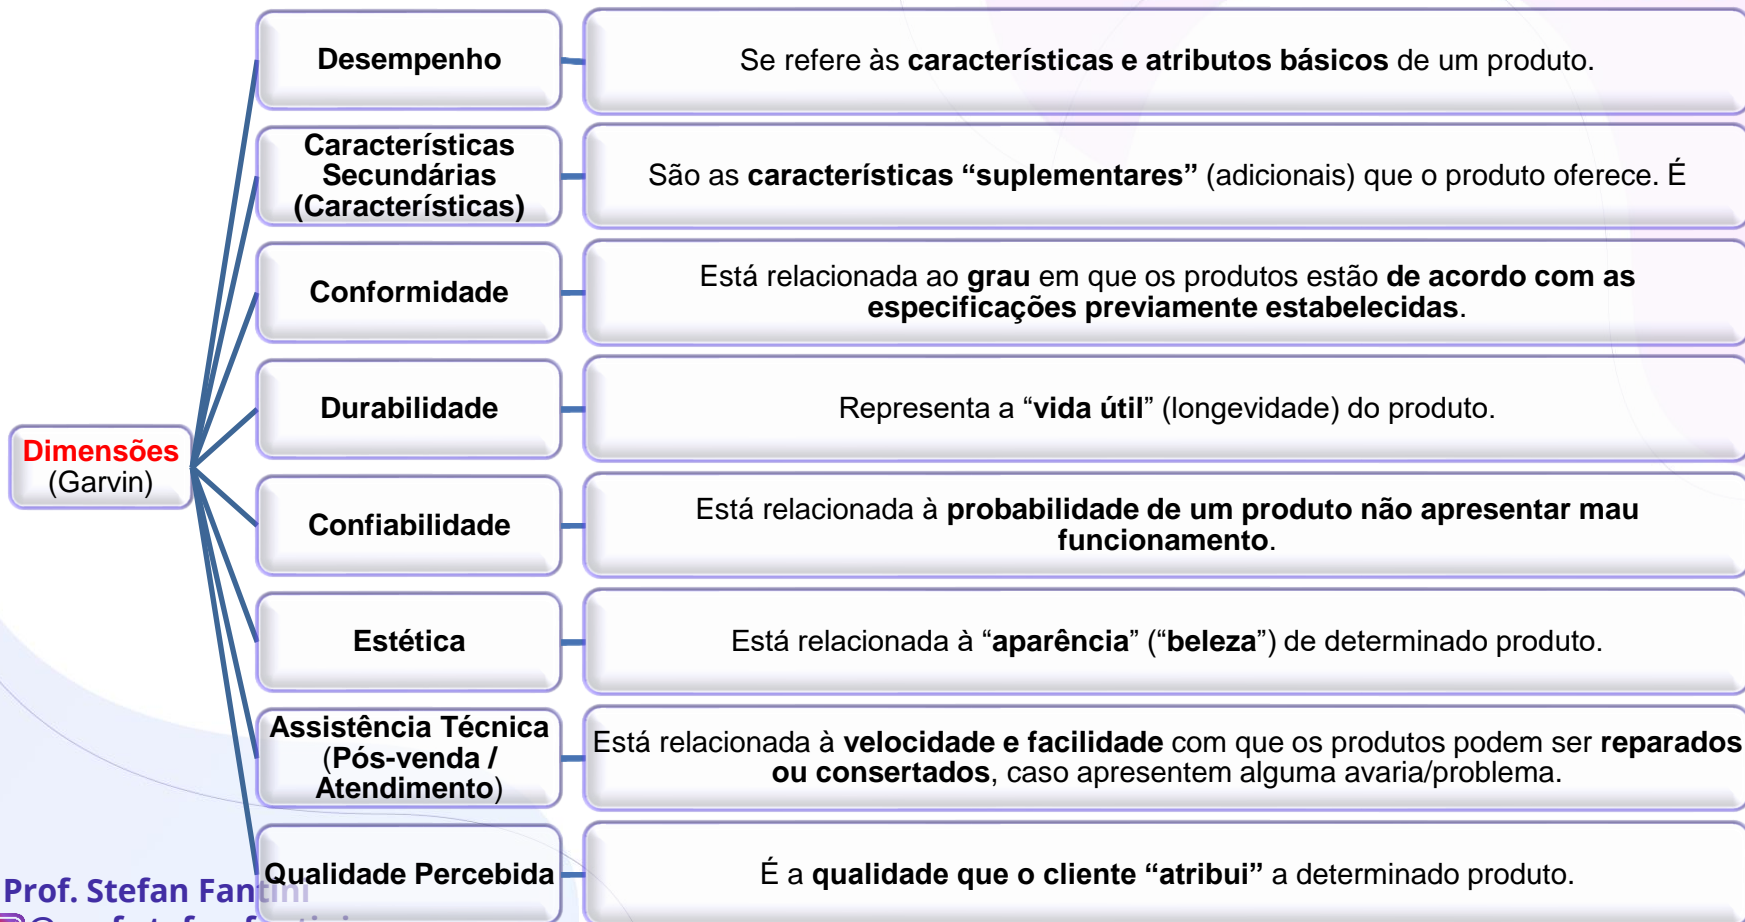 Desempenho
Se refere às características e atributos básicos de um produto.
Características
Secundárias
(Características)
São as características “suplementares” (adicionais) que o produto oferece. É
Conformidade
Está relacionada ao grau em que os produtos estão de acordo com as
especificações previamente estabelecidas.
Durabilidade
Representa a “vida útil” (longevidade) do produto.
Dimensões
(Garvin)
Confiabilidade
Está relacionada à probabilidade de um produto não apresentar mau
funcionamento.
Estética
Está relacionada à “aparência” (“beleza”) de determinado produto.
Assistência Técnica
(Pós-venda /
Atendimento)
Está relacionada à velocidade e facilidade com que os produtos podem ser reparados
ou consertados, caso apresentem alguma avaria/problema.
Qualidade Percebida
É a qualidade que o cliente “atribui” a determinado produto.
Prof. Stefan Fantini